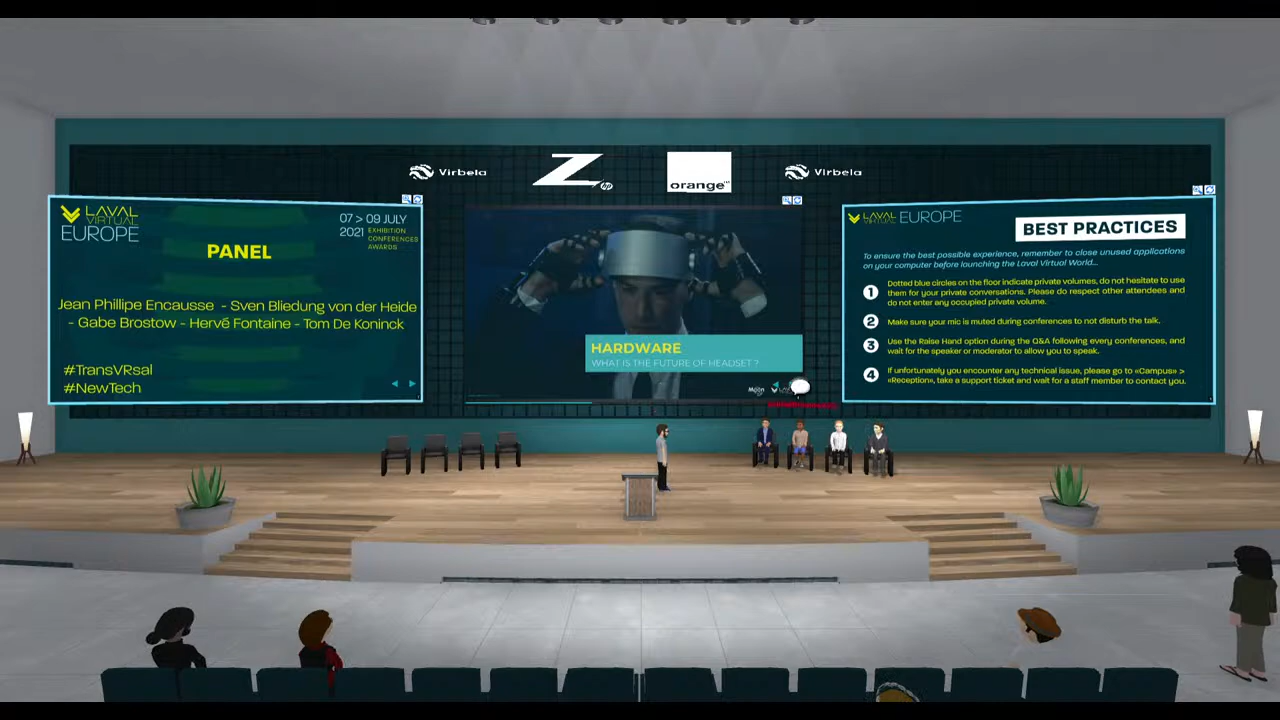 Virbela
Z
hp
orange™
Virbela
LAVAL
VIRTUAL
EUROPE
07 > 09 JULY
2021 EXHIBITION
CONFERENCES
AWARDS
PANEL
Jean Phillipe Encausse - Sven Bliedung von der Heide
- Gabe Brostow - Hervé Fontaine - Tom De Koninck
#TransVRsal
#NewTech
HARDWARE
WHAT IS THE FUTURE OF HEADSET ?
Moon
LAVAL
VIRTUAL
EUROPE
BEST PRACTICES
To ensure the best possible experience, remember to close unused applications
on your computer before launching the Laval Virtual World...
1 Dotted blue circles on the floor indicate private volumes, do not hesitate to use
them for your private conversations. Please do respect other attendees and
do not enter any occupied private volume.
2 Make sure your mic is muted during conferences to not disturb the talk.
3 Use the Raise Hand option during the Q&A following every conferences, and
wait for the speaker or moderator to allow you to speak.
4 If unfortunately you encounter any technical issue, please go to «Campus» >
«Reception», take a support ticket and wait for a staff member to contact you.